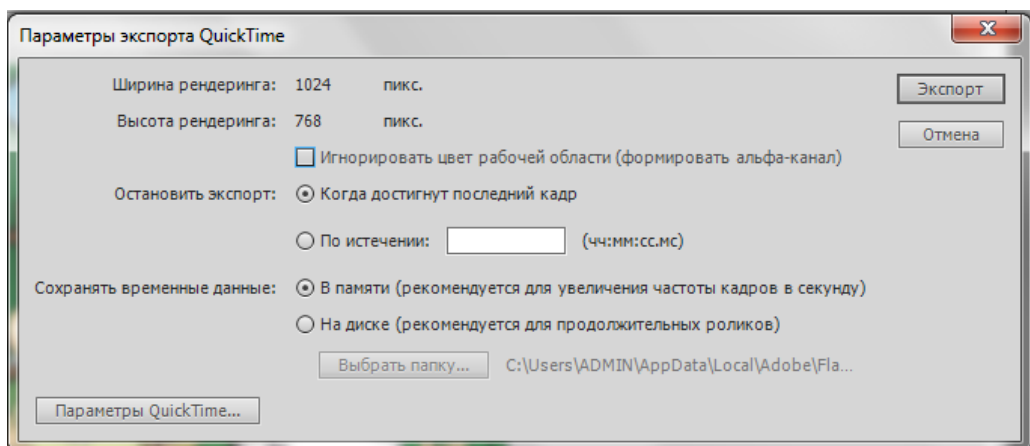 Параметры экспорта QuickTime
x
Ширина рендеринга: 1024 пикс.
Экспорт
Высота рендеринга: 768 пикс.
Отмена
Игнорировать цвет рабочей области (формировать альфа-канал)
Остановить экспорт: Когда достигнут последний кадр
По истечении: (чч:мм:сс.мс)
Сохранять временные данные: В памяти (рекомендуется для увеличения частоты кадров в секунду)
На диске (рекомендуется для продолжительных роликов)
Выбрать папку... C:\Users\ADMIN\AppData\Local\Adobe\Fla...
Параметры QuickTime...